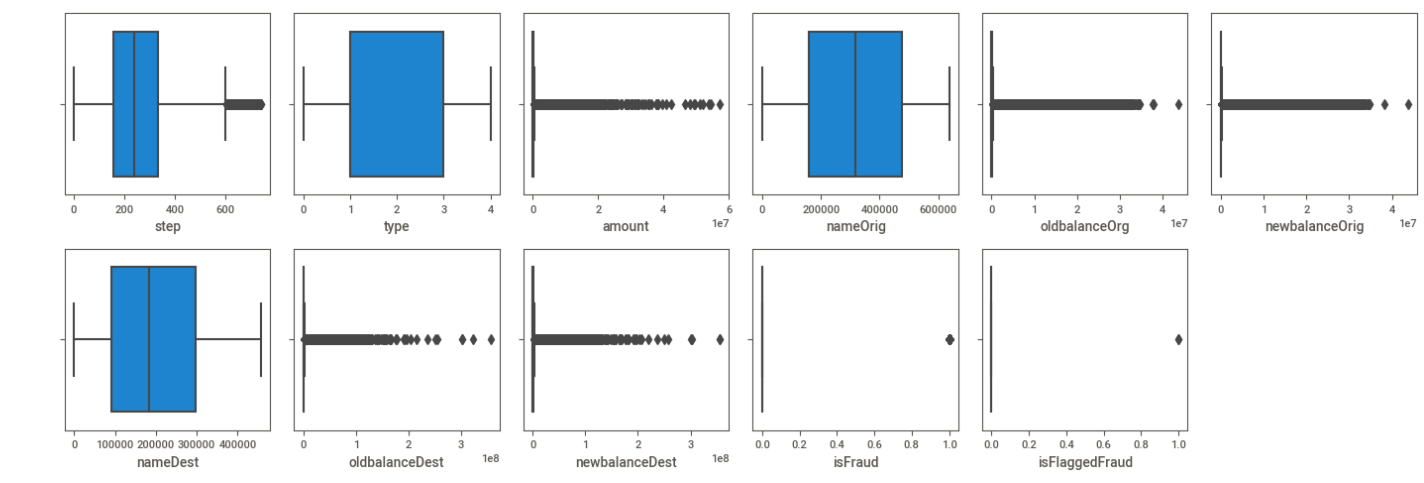 0 200 400 600
step
0 1 2 3 4
type
0 2 4 6
1e7
amount
0 200000 400000 600000
nameOrig
0 1 2 3 4
1e7
oldbalanceOrg
0 1 2 3 4
1e7
newbalanceOrig
0 100000 200000 300000 400000
nameDest
0 1 2 3
1e8
oldbalanceDest
0 1 2 3
1e8
newbalanceDest
0.0 0.2 0.4 0.6 0.8 1.0
isFraud
0.0 0.2 0.4 0.6 0.8 1.0
isFlaggedFraud